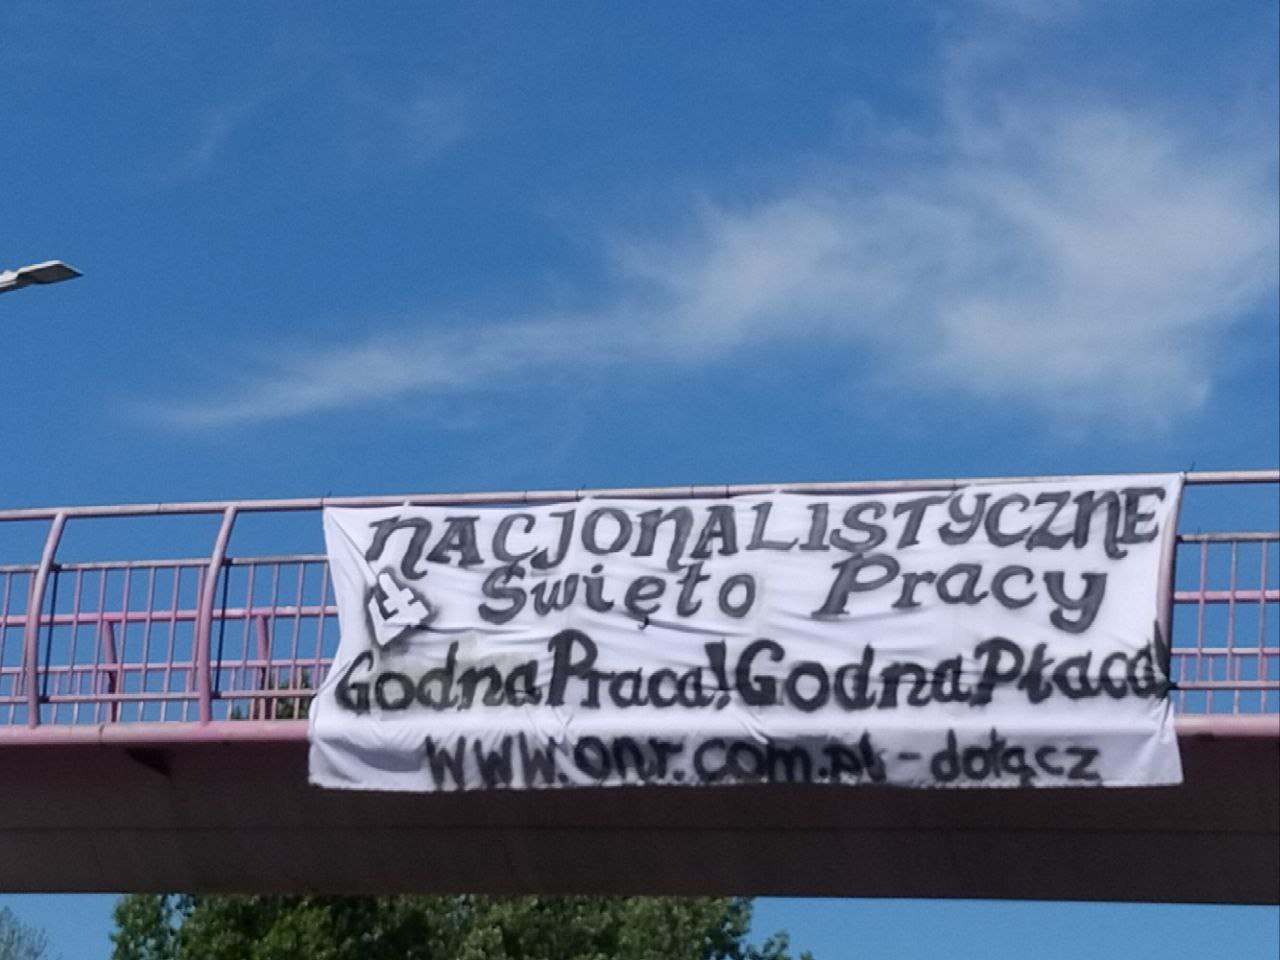 NACJONALISTYCZNE
Święto Pracy
Godna Praca! Godna Płaca!
www.onr.com.pl - dołącz